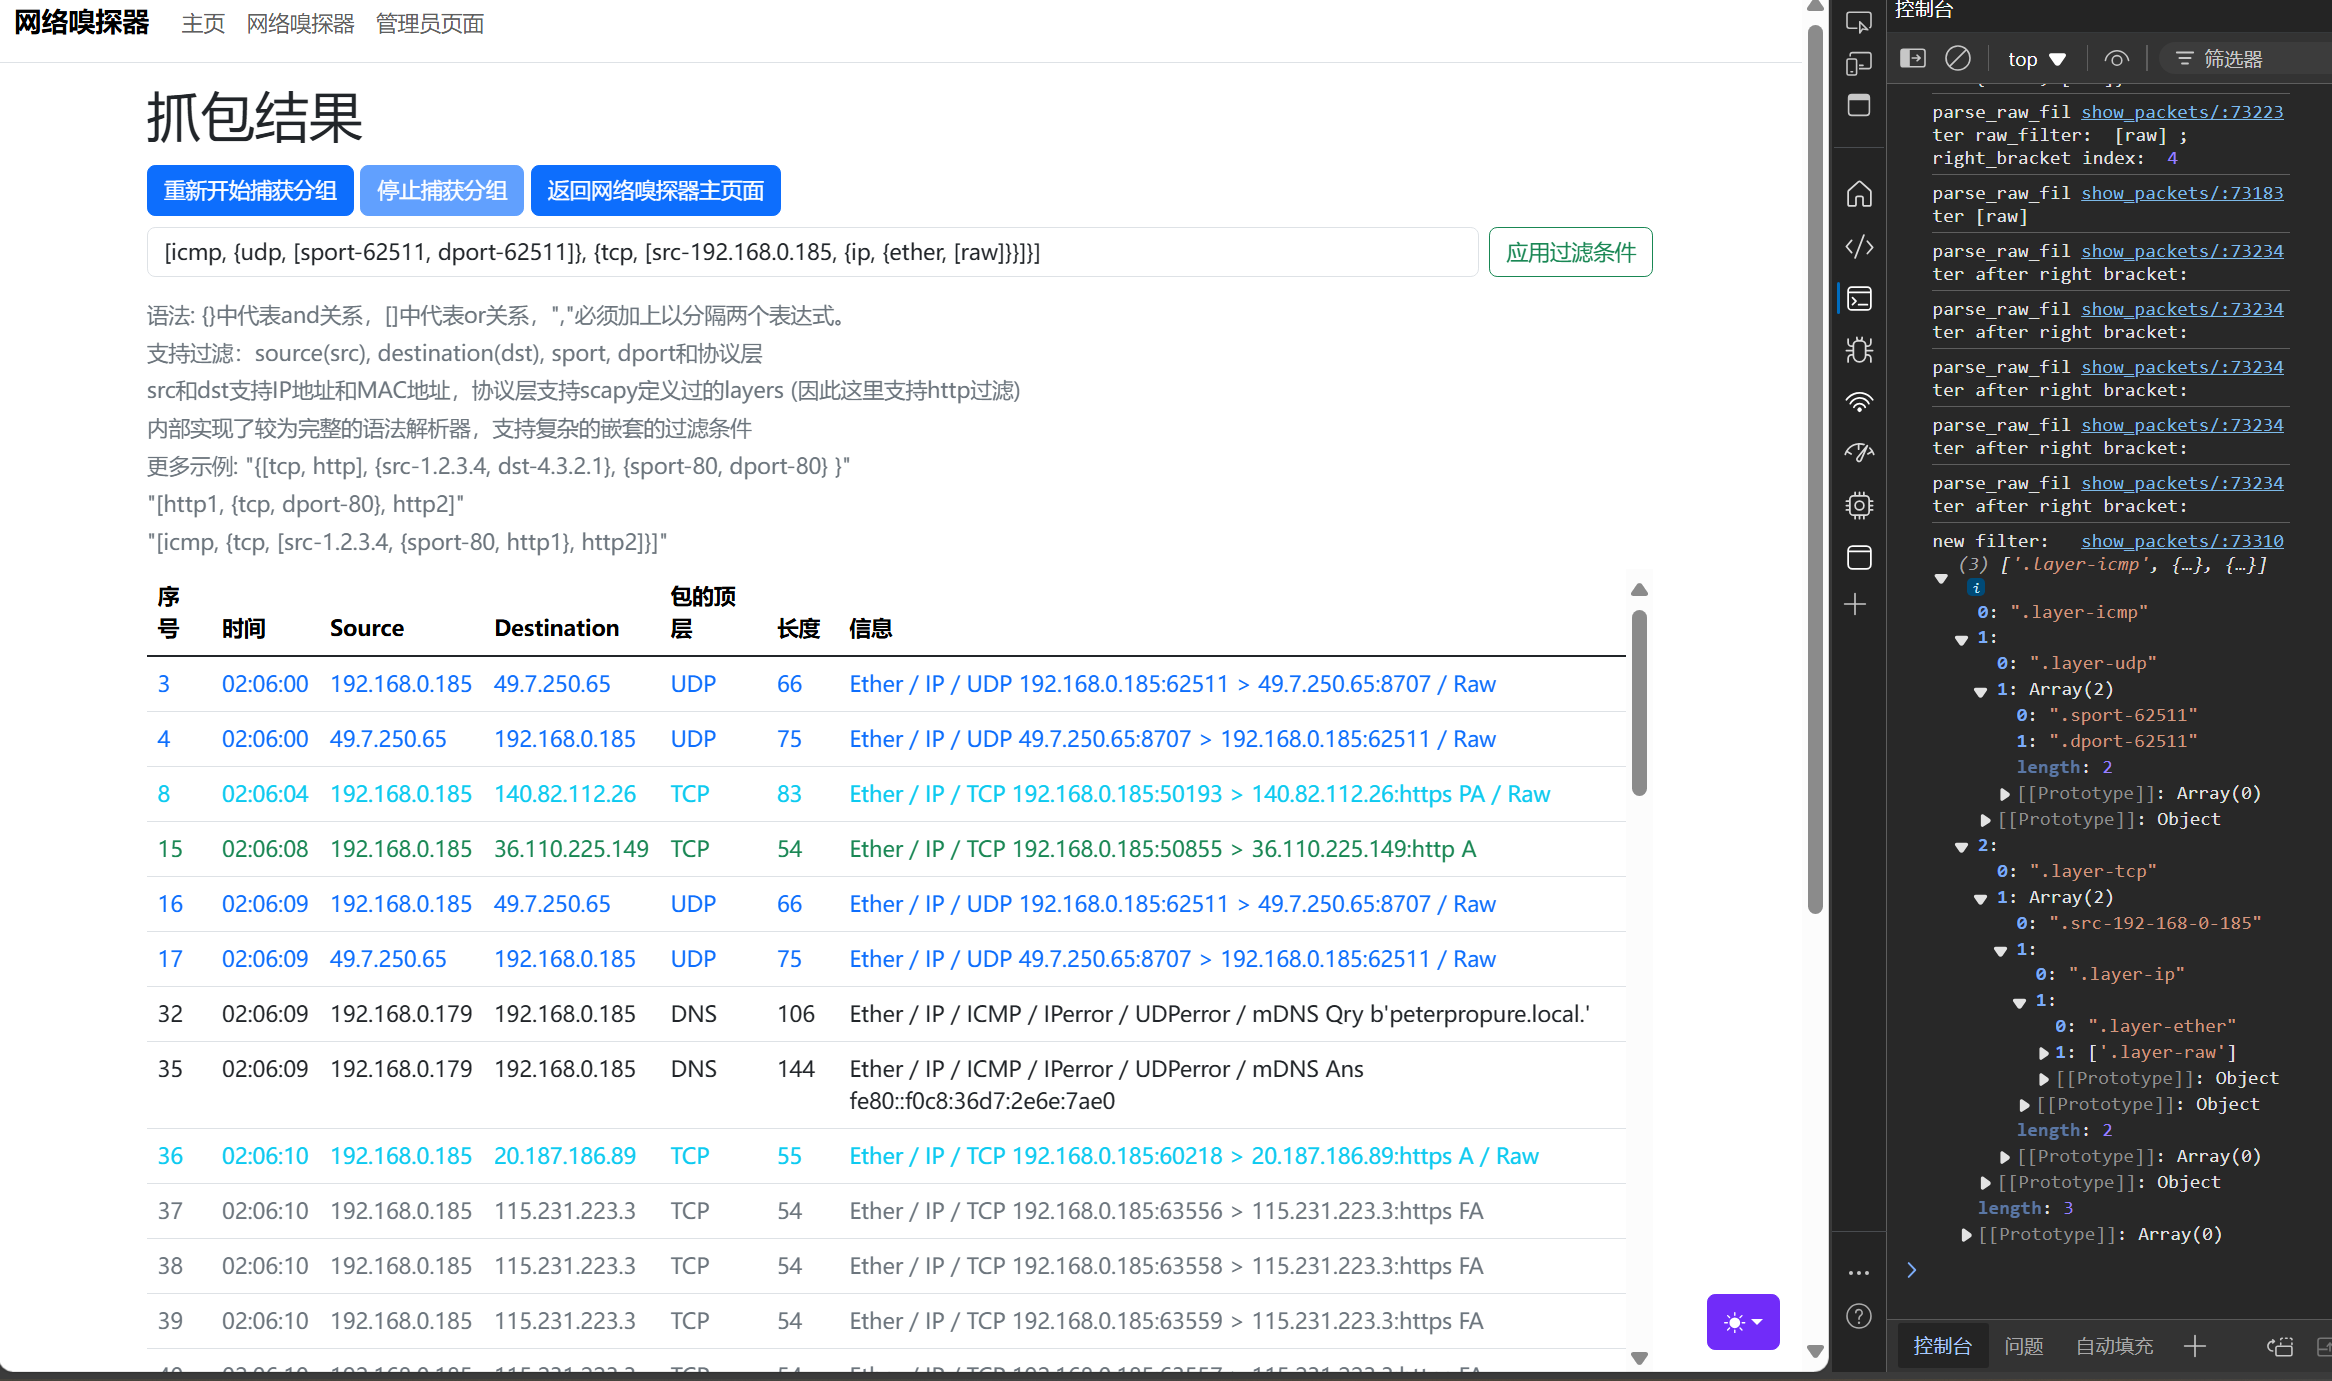 网络嗅探器 主页 网络嗅探器 管理员页面
抓包结果
重新开始捕获分组 停止捕获分组 返回网络嗅探器主页面
[icmp, {udp, [sport-62511, dport-62511]}, {tcp, [src-192.168.0.185, {ip, {ether, [raw]}}]}] 应用过滤条件
语法: {}中代表and关系，[]中代表or关系，","必须加上以分隔两个表达式。
支持过滤：source(src), destination(dst), sport, dport和协议层
src和dst支持IP地址和MAC地址，协议层支持scapy定义过的layers (因此这里支持http过滤)
内部实现了较为完整的语法解析器，支持复杂的嵌套的过滤条件
更多示例: "{[tcp, http], {src-1.2.3.4, dst-4.3.2.1}, {sport-80, dport-80} }"
"[http1, {tcp, dport-80}, http2]"
"[icmp, {tcp, [src-1.2.3.4, {sport-80, http1}, http2]}]"
序号 时间 Source Destination 包的顶层 长度 信息
3 02:06:00 192.168.0.185 49.7.250.65 UDP 66 Ether / IP / UDP 192.168.0.185:62511 > 49.7.250.65:8707 / Raw
4 02:06:00 49.7.250.65 192.168.0.185 UDP 75 Ether / IP / UDP 49.7.250.65:8707 > 192.168.0.185:62511 / Raw
8 02:06:04 192.168.0.185 140.82.112.26 TCP 83 Ether / IP / TCP 192.168.0.185:50193 > 140.82.112.26:https PA / Raw
15 02:06:08 192.168.0.185 36.110.225.149 TCP 54 Ether / IP / TCP 192.168.0.185:50855 > 36.110.225.149:http A
16 02:06:09 192.168.0.185 49.7.250.65 UDP 66 Ether / IP / UDP 192.168.0.185:62511 > 49.7.250.65:8707 / Raw
17 02:06:09 49.7.250.65 192.168.0.185 UDP 75 Ether / IP / UDP 49.7.250.65:8707 > 192.168.0.185:62511 / Raw
32 02:06:09 192.168.0.179 192.168.0.185 DNS 106 Ether / IP / ICMP / IPerror / UDPerror / mDNS Qry b'peterpropure.local.'
35 02:06:09 192.168.0.179 192.168.0.185 DNS 144 Ether / IP / ICMP / IPerror / UDPerror / mDNS Ans
fe80::f0c8:36d7:2e6e:7ae0
36 02:06:10 192.168.0.185 20.187.186.89 TCP 55 Ether / IP / TCP 192.168.0.185:60218 > 20.187.186.89:https A / Raw
37 02:06:10 192.168.0.185 115.231.223.3 TCP 54 Ether / IP / TCP 192.168.0.185:63556 > 115.231.223.3:https FA
38 02:06:10 192.168.0.185 115.231.223.3 TCP 54 Ether / IP / TCP 192.168.0.185:63558 > 115.231.223.3:https FA
39 02:06:10 192.168.0.185 115.231.223.3 TCP 54 Ether / IP / TCP 192.168.0.185:63559 > 115.231.223.3:https FA
控制台
top 筛选器
parse_raw_fil show_packets/:73223
ter raw_filter:  [raw] ;
right_bracket index:  4
parse_raw_fil show_packets/:73183
ter [raw]
parse_raw_fil show_packets/:73234
ter after right bracket:
parse_raw_fil show_packets/:73234
ter after right bracket:
parse_raw_fil show_packets/:73234
ter after right bracket:
parse_raw_fil show_packets/:73234
ter after right bracket:
parse_raw_fil show_packets/:73234
ter after right bracket:
new filter: show_packets/:73310
(3) ['.layer-icmp', {…}, {…}]
i
0: ".layer-icmp"
1:
0: ".layer-udp"
1: Array(2)
0: ".sport-62511"
1: ".dport-62511"
length: 2
[[Prototype]]: Array(0)
[[Prototype]]: Object
2:
0: ".layer-tcp"
1: Array(2)
0: ".src-192-168-0-185"
1:
0: ".layer-ip"
1:
0: ".layer-ether"
1: ['.layer-raw']
[[Prototype]]: Object
[[Prototype]]: Object
length: 2
[[Prototype]]: Array(0)
[[Prototype]]: Object
length: 3
[[Prototype]]: Array(0)
控制台 问题 自动填充